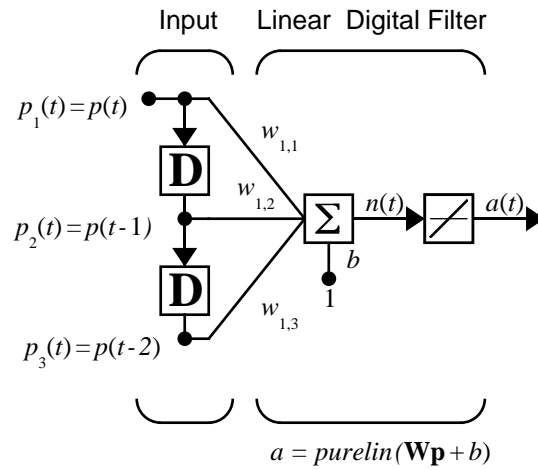 Input Linear Digital Filter
p₁(t) = p(t)
w₁,₁
D
w₁,₂
p₂(t) = p(t-1)
Σ
n(t)
a(t)
b
D
1
w₁,₃
p₃(t) = p(t-2)
a = purelin(Wp + b)